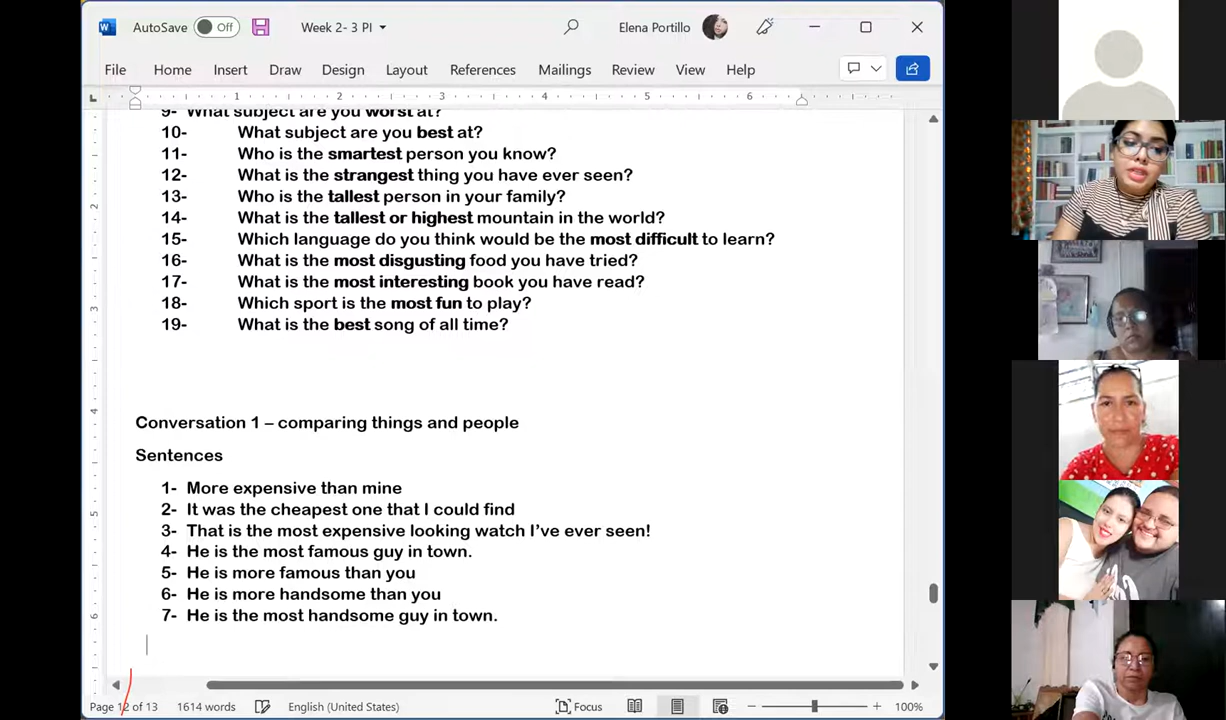 AutoSave Off Week 2- 3 PI Elena Portillo
File Home Insert Draw Design Layout References Mailings Review View Help
1 2 3 4 5 6
9- What subject are you worst at?
10- What subject are you best at?
11- Who is the smartest person you know?
12- What is the strangest thing you have ever seen?
13- Who is the tallest person in your family?
14- What is the tallest or highest mountain in the world?
15- Which language do you think would be the most difficult to learn?
16- What is the most disgusting food you have tried?
17- What is the most interesting book you have read?
18- Which sport is the most fun to play?
19- What is the best song of all time?
Conversation 1 – comparing things and people
Sentences
1- More expensive than mine
2- It was the cheapest one that I could find
3- That is the most expensive looking watch I’ve ever seen!
4- He is the most famous guy in town.
5- He is more famous than you
6- He is more handsome than you
7- He is the most handsome guy in town.
Page 12 of 13 1614 words English (United States) Focus 100%